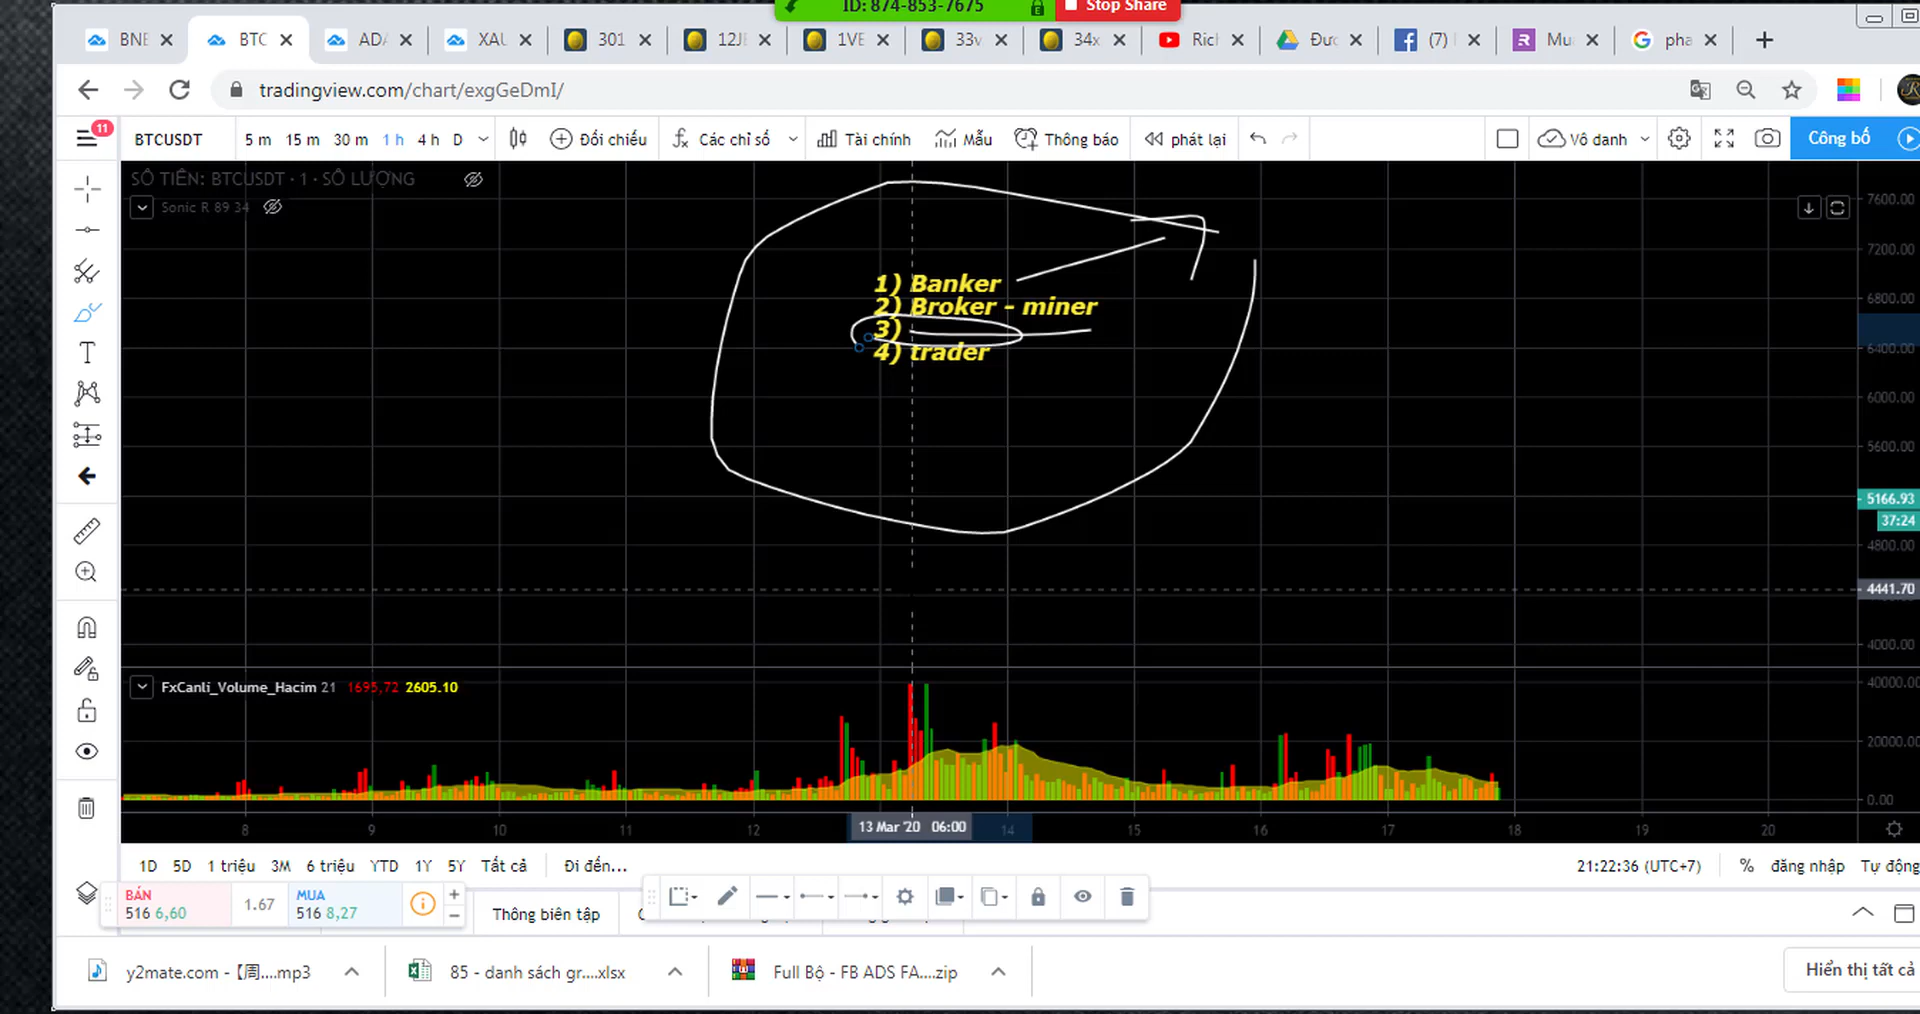 ID: 874-853-7675 Stop Share
BNE BTC ADA XAU 301 12JE 1VE 33v 34x Rich Đươ (7) Mu pha
tradingview.com/chart/exgGeDmI/
11 BTCUSDT 5 m 15 m 30 m 1 h 4 h D Đối chiếu Các chỉ số Tài chính Mẫu Thông báo phát lại Vô danh Công bố
SỐ TIỀN: BTCUSDT · 1 · SỐ LƯỢNG
Sonic R 89 34
7600.00
7200.00
1) Banker
2) Broker - miner
3)
4) trader
6800.00
6400.00
6000.00
5600.00
5166.93
37:24
4800.00
4441.70
4000.00
FxCanli_Volume_Hacim 21 1695,72 2605.10
40000.00
20000.00
0.00
8 9 10 11 12 13 Mar '20 06:00 14 15 16 17 18 19 20
1D 5D 1 triệu 3M 6 triệu YTD 1Y 5Y Tất cả Đi đến... 21:22:36 (UTC+7) % đăng nhập Tự động
BÁN
516 6,60
1.67
MUA
516 8,27
Thông biên tập
y2mate.com -【周....mp3 85 - danh sách gr....xlsx Full Bộ - FB ADS FA....zip Hiển thị tất cả